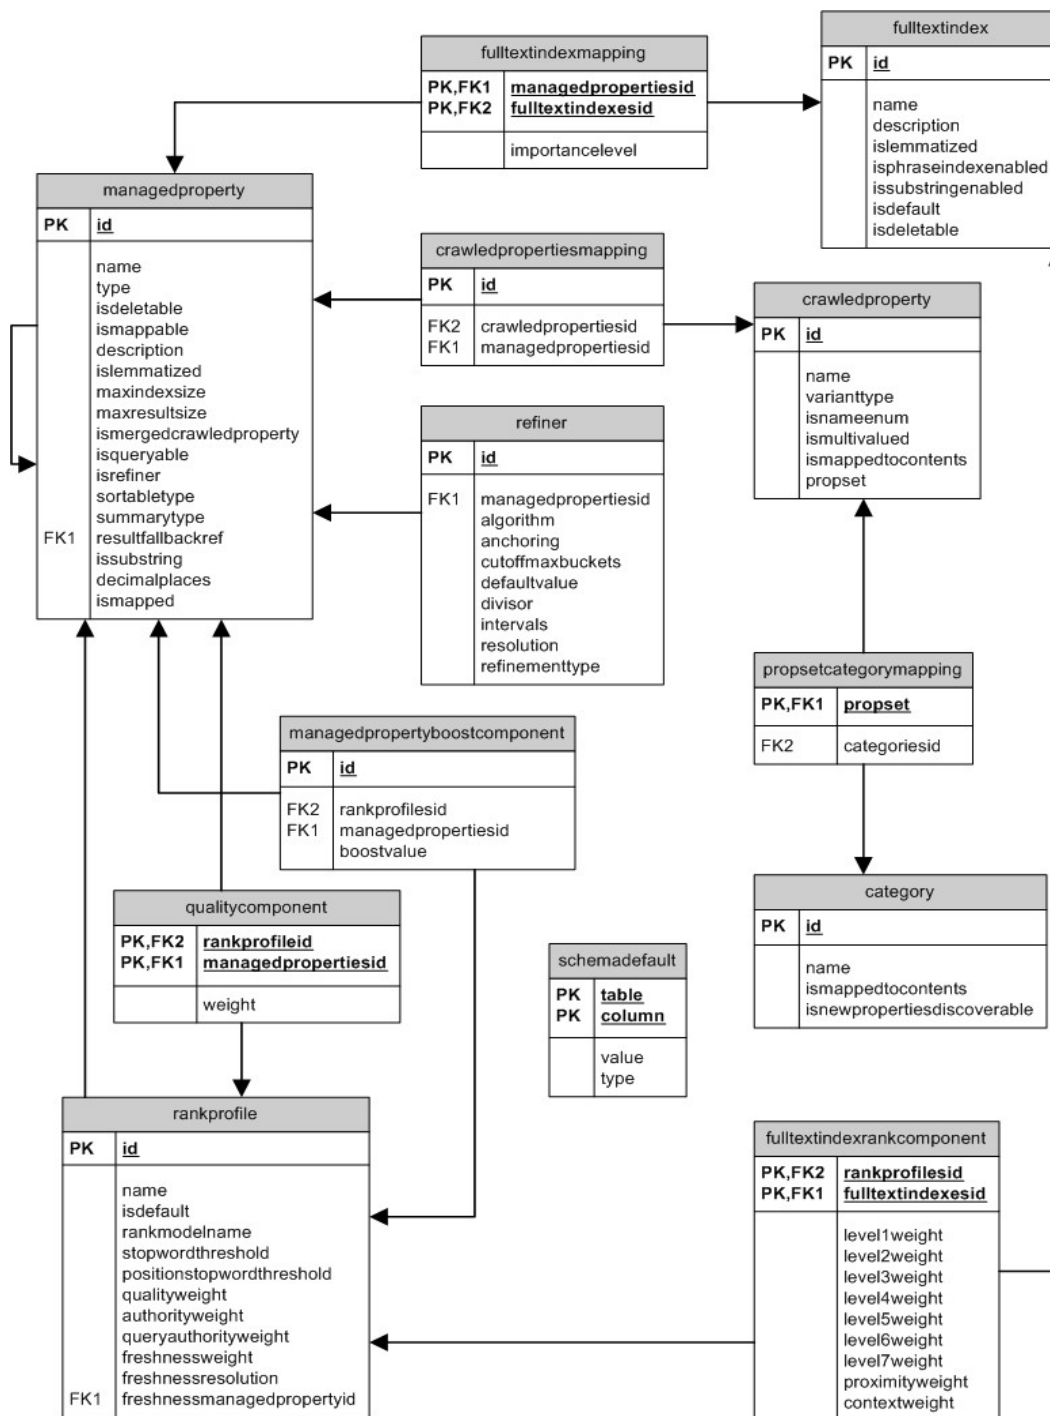 fulltextindexmapping
PK,FK1 managedpropertiesid
PK,FK2 fulltextindexesid
importancelevel
fulltextindex
PK id
name
description
islemmatized
isphraseindexenabled
issubstringenabled
isdefault
isdeletable
managedproperty
PK id
name
type
isdeletable
ismappable
description
islemmatized
maxindexsize
maxresultsize
ismergedcrawledproperty
isqueryable
isrefiner
sortabletype
summarytype
FK1 resultfallbackref
issubstring
decimalplaces
ismapped
crawledpropertiesmapping
PK id
FK2 crawledpropertiesid
FK1 managedpropertiesid
crawledproperty
PK id
name
varianttype
isnameenum
ismultivalued
ismappedtocontents
propset
refiner
PK id
FK1 managedpropertiesid
algorithm
anchoring
cutoffmaxbuckets
defaultvalue
divisor
intervals
resolution
refinementtype
propsetcategorymapping
PK,FK1 propset
FK2 categoriesid
managedpropertyboostcomponent
PK id
FK2 rankprofilesid
FK1 managedpropertiesid
boostvalue
category
PK id
name
ismappedtocontents
isnewpropertiesdiscoverable
qualitycomponent
PK,FK2 rankprofileid
PK,FK1 managedpropertiesid
weight
schemadefault
PK table
PK column
value
type
rankprofile
PK id
name
isdefault
rankmodelname
stopwordthreshold
positionstopwordthreshold
qualityweight
authorityweight
queryauthorityweight
freshnessweight
freshnessresolution
FK1 freshnessmanagedpropertyid
fulltextindexrankcomponent
PK,FK2 rankprofilesid
PK,FK1 fulltextindexesid
level1weight
level2weight
level3weight
level4weight
level5weight
level6weight
level7weight
proximityweight
contextweight